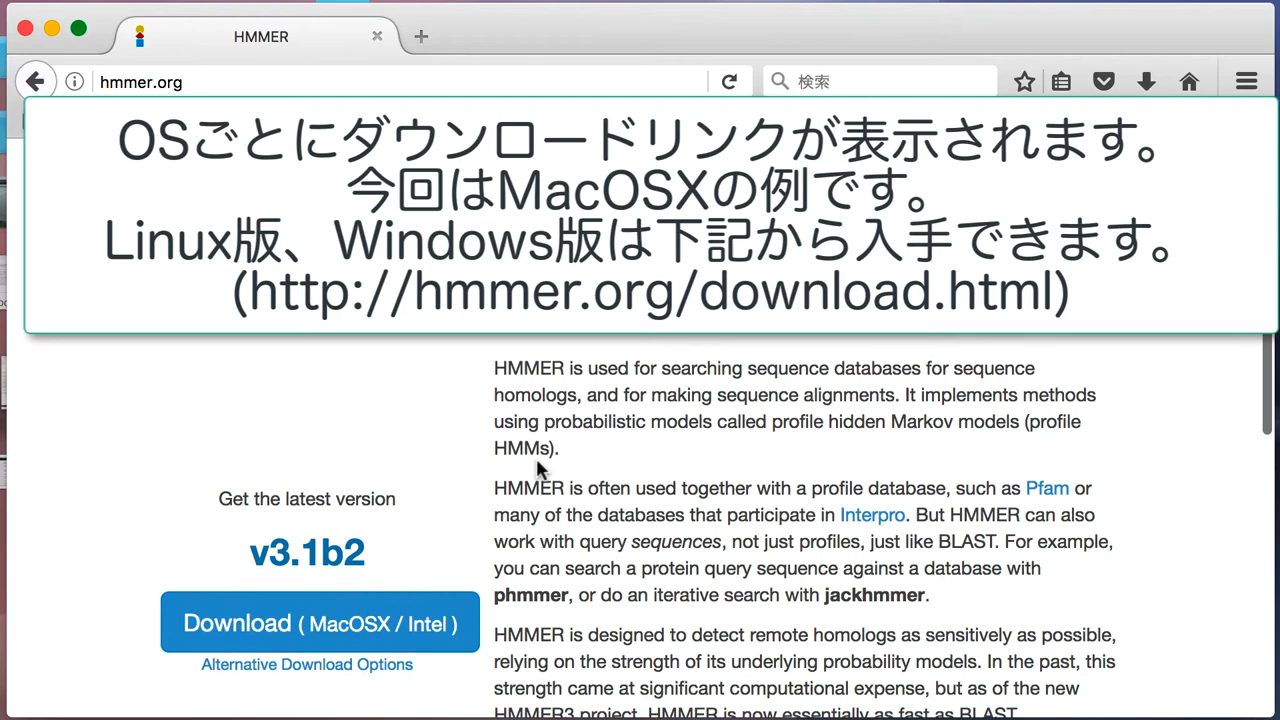 HMMER
hmmer.org
検索
OSごとにダウンロードリンクが表示されます。
今回はMacOSXの例です。
Linux版、Windows版は下記から入手できます。
(http://hmmer.org/download.html)
Get the latest version
v3.1b2
Download ( MacOSX / Intel )
Alternative Download Options
HMMER is used for searching sequence databases for sequence
homologs, and for making sequence alignments. It implements methods
using probabilistic models called profile hidden Markov models (profile
HMMs).
HMMER is often used together with a profile database, such as Pfam or
many of the databases that participate in Interpro. But HMMER can also
work with query sequences, not just profiles, just like BLAST. For example,
you can search a protein query sequence against a database with
phmmer, or do an iterative search with jackhmmer.
HMMER is designed to detect remote homologs as sensitively as possible,
relying on the strength of its underlying probability models. In the past, this
strength came at significant computational expense, but as of the new
HMMER3 project, HMMER is now essentially as fast as BLAST.